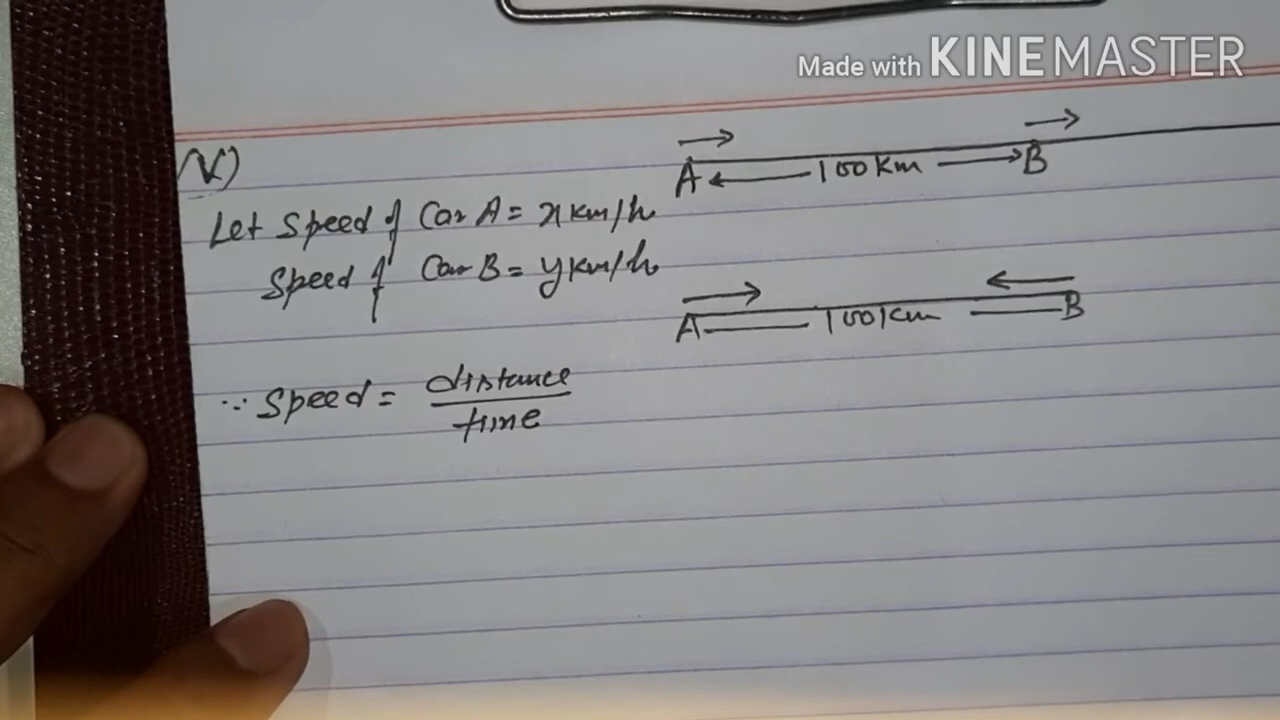 Made with KINEMASTER
iv)
Let Speed of Car A = x km/h
Speed of Car B = y km/h
∵ Speed = distance / time
A ← 100 km → B
A 100 km B